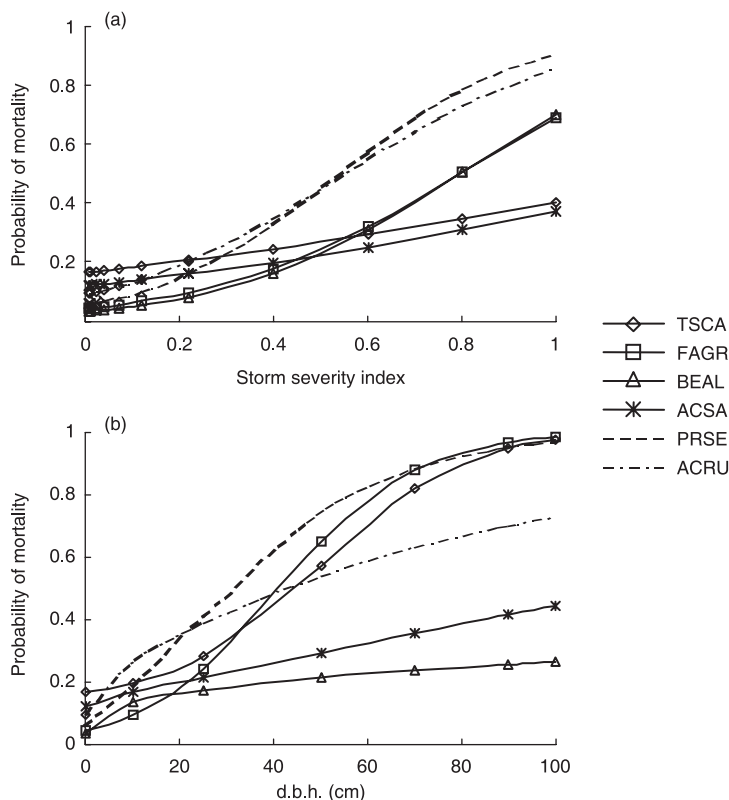 (a)
1
0.8
0.6
0.4
0.2
Probability of mortality
0 0.2 0.4 0.6 0.8 1
Storm severity index
TSCA
FAGR
BEAL
ACSA
PRSE
ACRU
(b)
1
0.8
0.6
0.4
0.2
0
Probability of mortality
0 20 40 60 80 100
d.b.h. (cm)